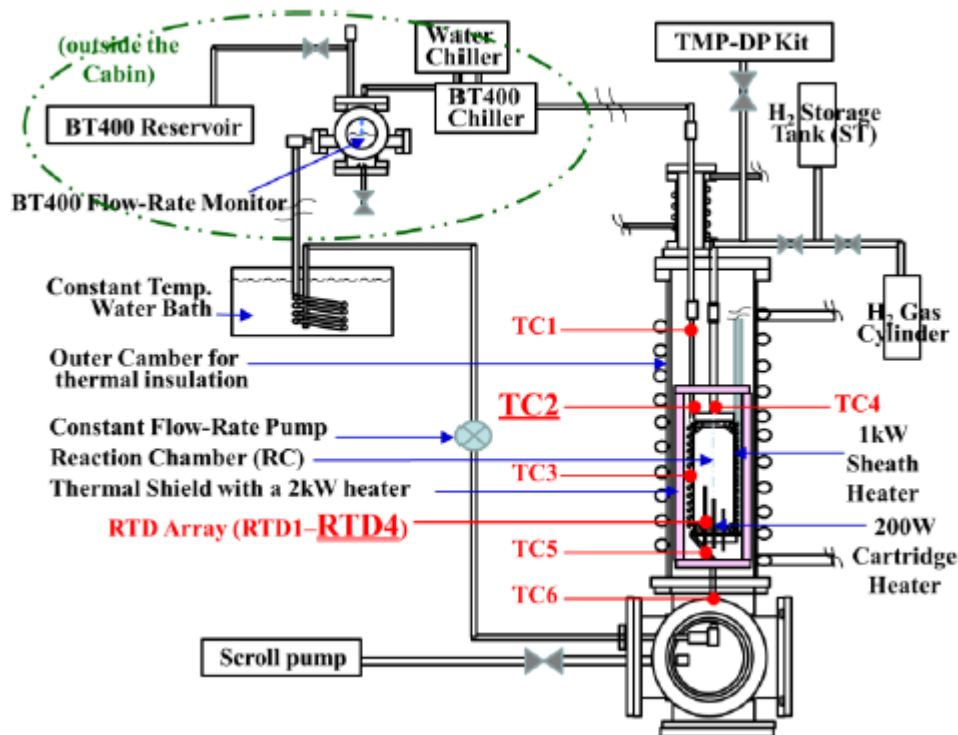 (outside the
Cabin)
Water
Chiller
TMP-DP Kit
BT400 Reservoir
BT400
Chiller
H2 Storage
Tank (ST)
BT400 Flow-Rate Monitor
Constant Temp.
Water Bath
TC1
H2 Gas
Cylinder
Outer Camber for
thermal insulation
TC2
TC4
Constant Flow-Rate Pump
1kW
Sheath
Heater
Reaction Chamber (RC)
TC3
Thermal Shield with a 2kW heater
RTD Array (RTD1–RTD4)
200W
Cartridge
Heater
TC5
TC6
Scroll pump